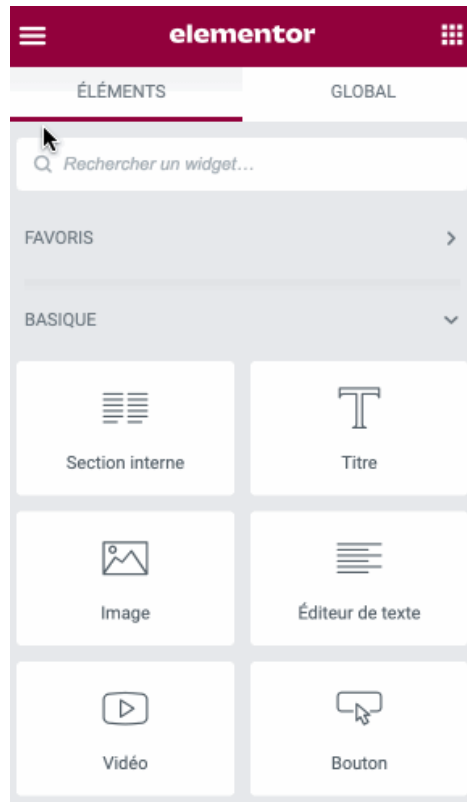 elementor
ÉLÉMENTS GLOBAL
Rechercher un widget...
FAVORIS
BASIQUE
Section interne Titre
Image Éditeur de texte
Vidéo Bouton